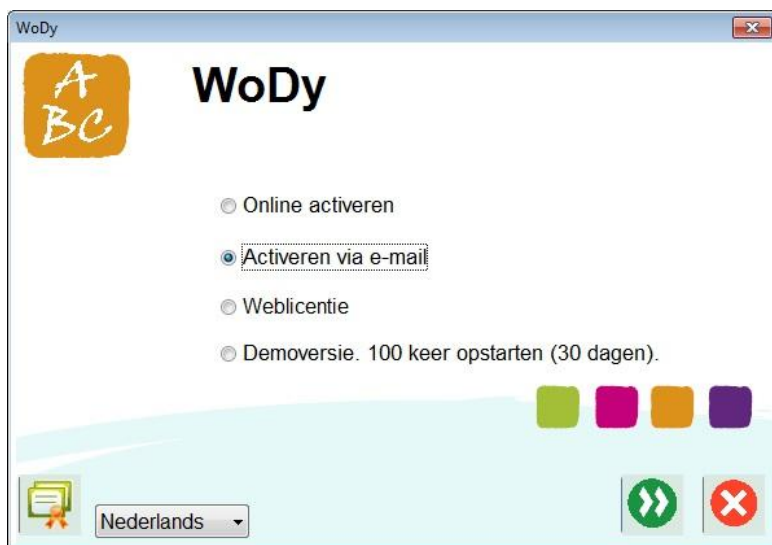 WoDy
A
BC
WoDy
Online activeren
Activeren via e-mail
Weblicentie
Demoversie. 100 keer opstarten (30 dagen).
Nederlands